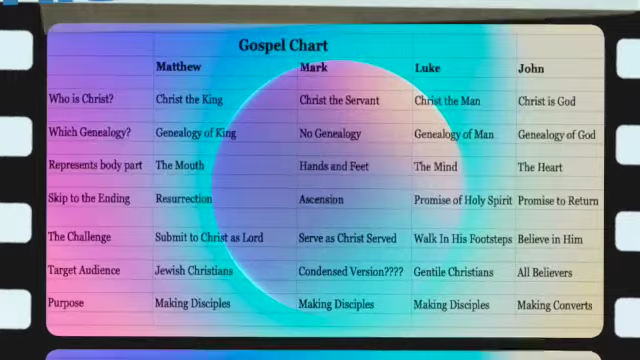 Gospel Chart
Matthew Mark Luke John
Who is Christ? Christ the King Christ the Servant Christ the Man Christ is God
Which Genealogy? Genealogy of King No Genealogy Genealogy of Man Genealogy of God
Represents body part The Mouth Hands and Feet The Mind The Heart
Skip to the Ending Resurrection Ascension Promise of Holy Spirit Promise to Return
The Challenge Submit to Christ as Lord Serve as Christ Served Walk In His Footsteps Believe in Him
Target Audience Jewish Christians Condensed Version???? Gentile Christians All Believers
Purpose Making Disciples Making Disciples Making Disciples Making Converts